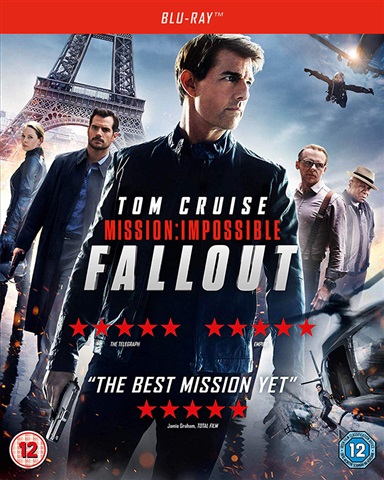 BLU-RAY™
TOM CRUISE
MISSION:IMPOSSIBLE
FALLOUT
THE TELEGRAPH
EMPIRE
"THE BEST MISSION YET"
Jamie Graham, TOTAL FILM
12
12